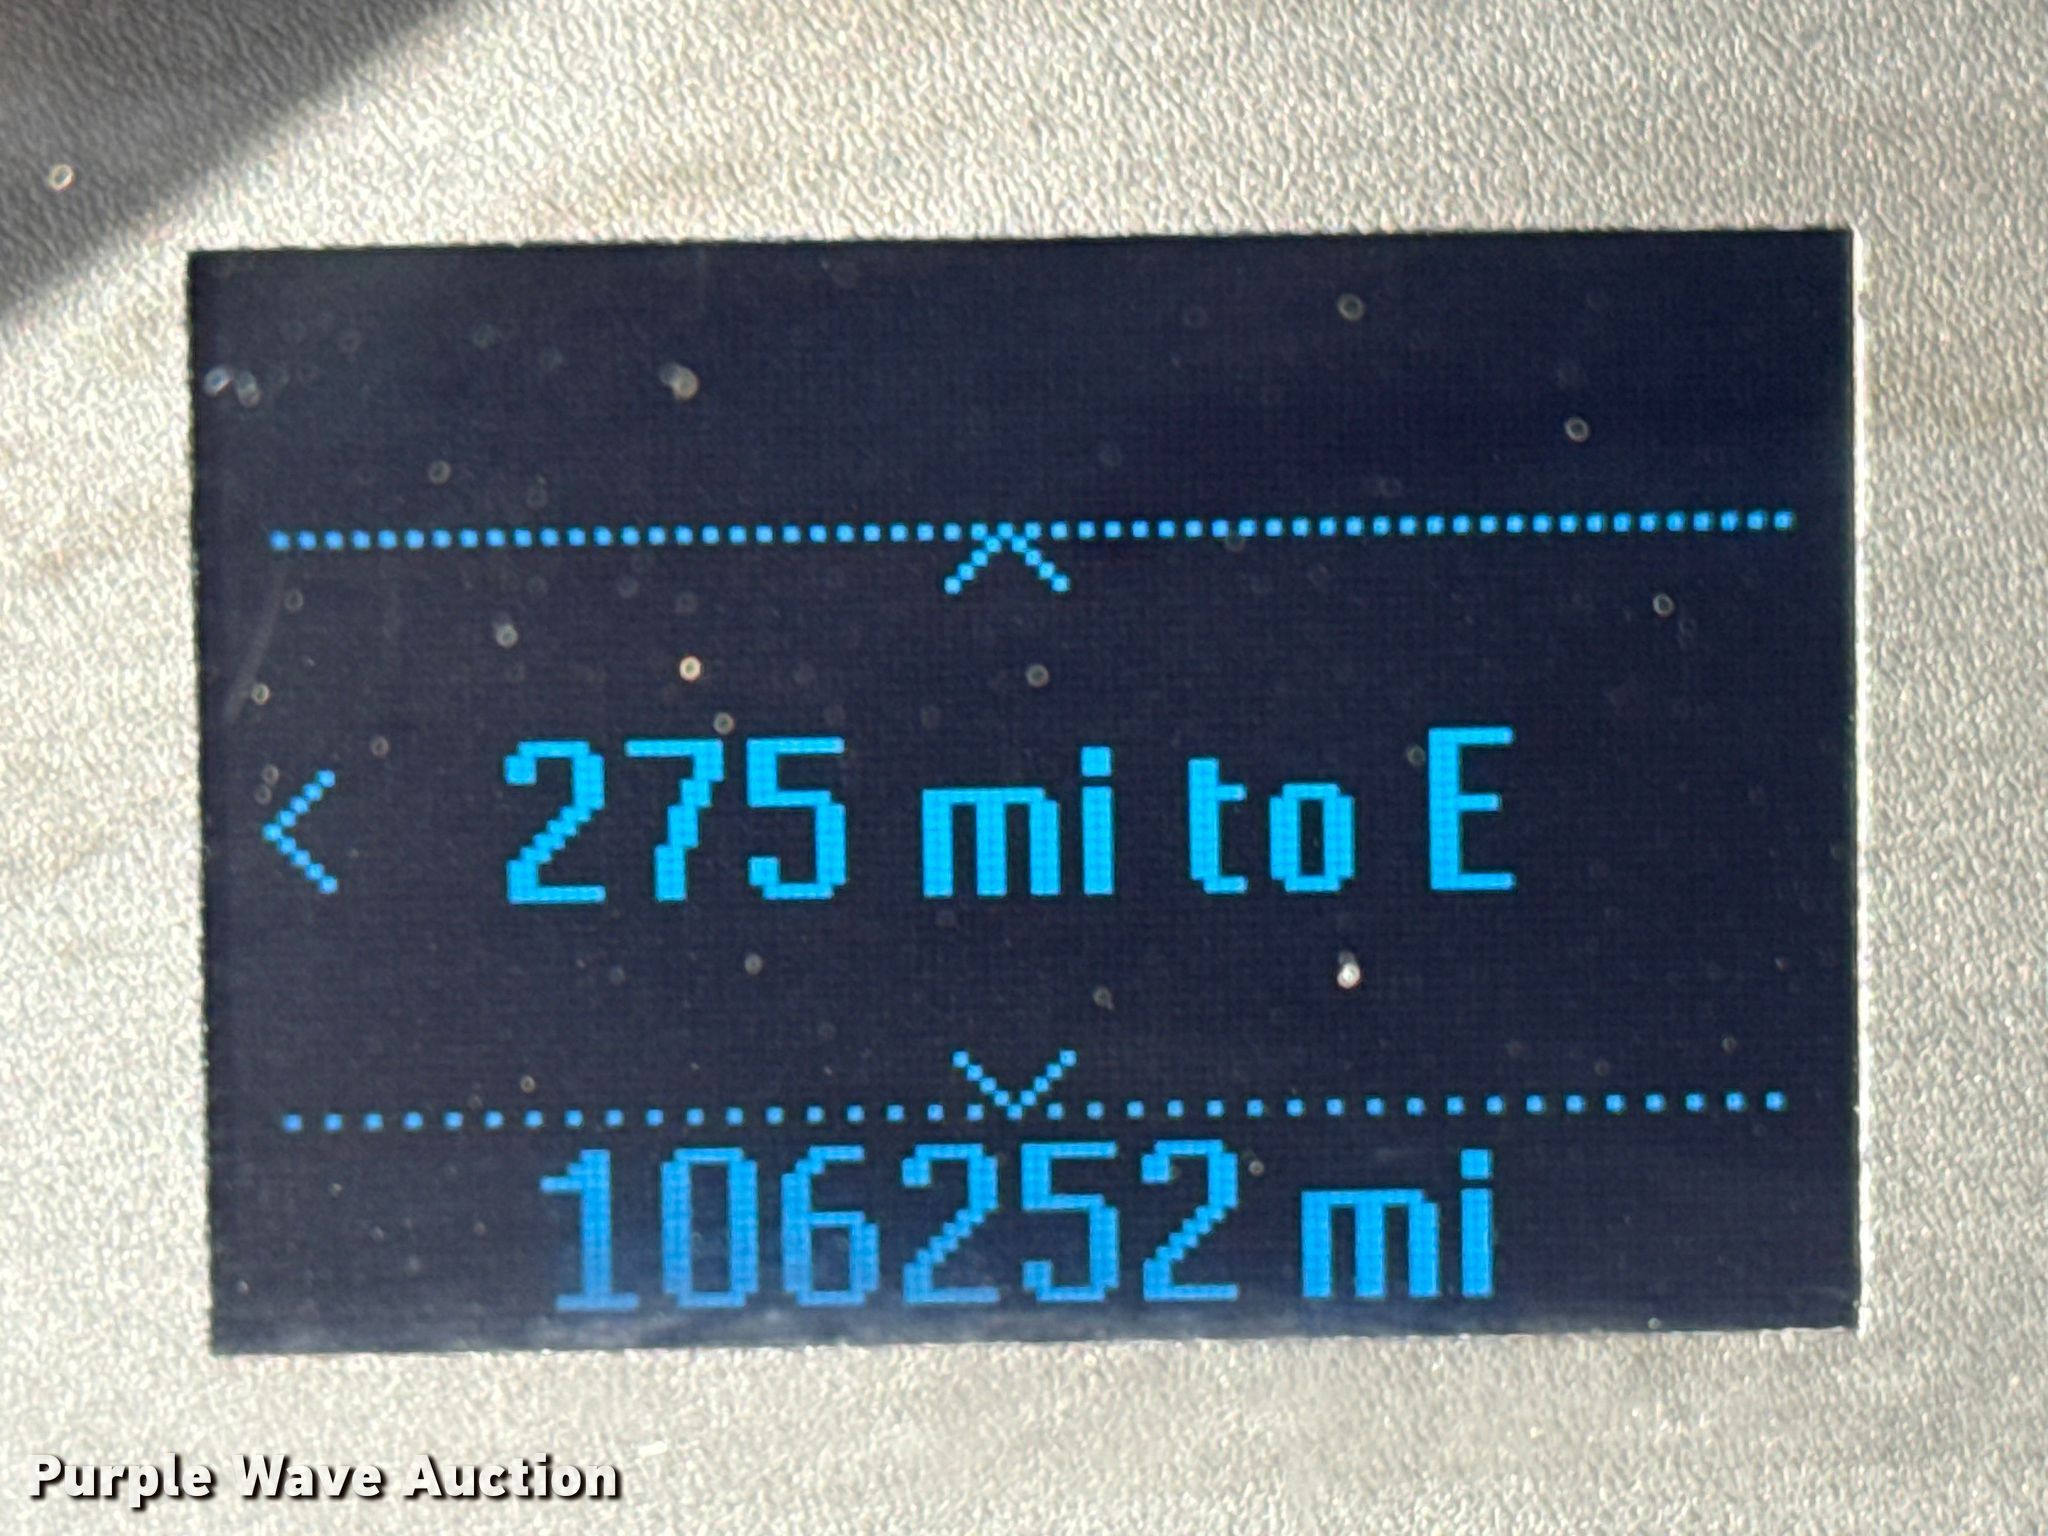 275 mi to E
106252 mi
Purple Wave Auction